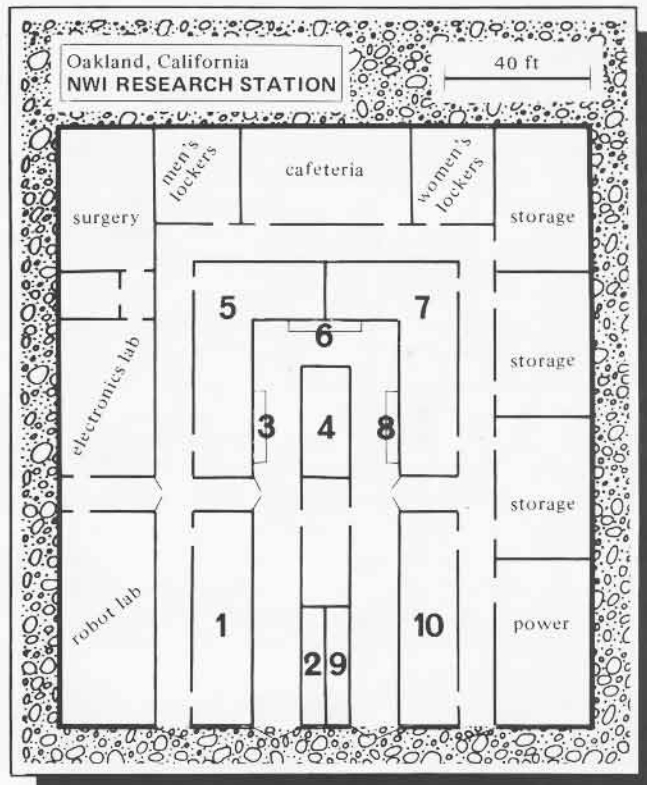 Oakland, California
NWI RESEARCH STATION
40 ft
men's
lockers
cafeteria
women's
lockers
surgery
storage
5
7
6
electronics lab
storage
3
4
8
storage
robot lab
1
10
power
2
9